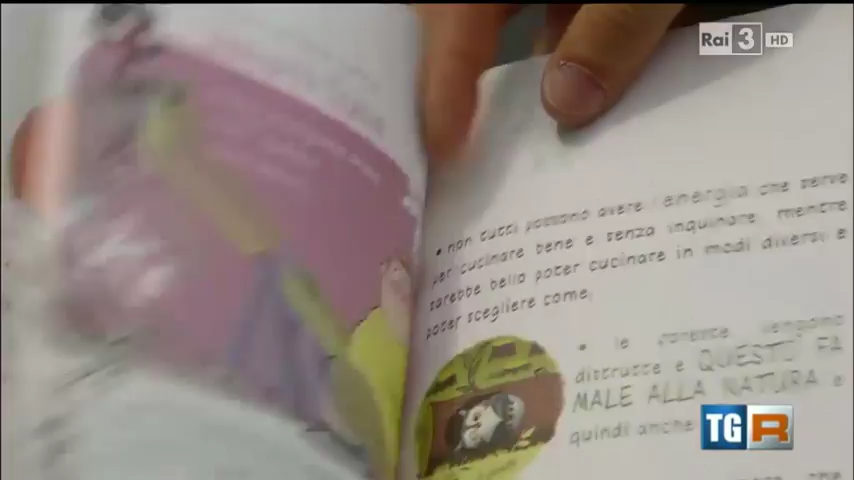 Rai 3 HD
• non tutti possono avere l'energia che serve
per cucinare bene e senza inquinare, mentre
sarebbe bello poter cucinare in modi diversi e
poter scegliere come;
• le foreste vengono
distrutte e QUESTO FA
MALE ALLA NATURA e
quindi anche
TGR
che